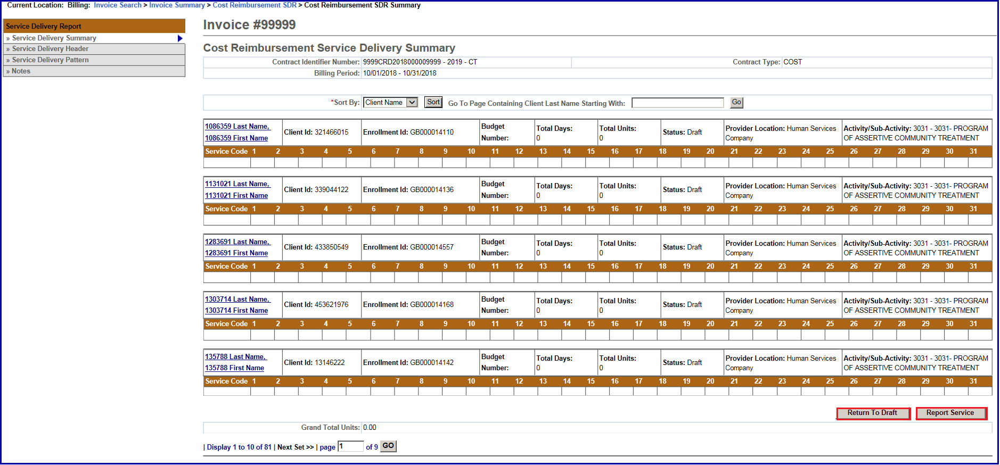 Current Location: Billing: Invoice Search > Invoice Summary > Cost Reimbursement SDR > Cost Reimbursement SDR Summary
Service Delivery Report
» Service Delivery Summary
» Service Delivery Header
» Service Delivery Pattern
» Notes
Invoice #99999
Cost Reimbursement Service Delivery Summary
Contract Identifier Number: 9999CRD2018000009999 - 2019 - CT Contract Type: COST
Billing Period: 10/01/2018 - 10/31/2018
*Sort By: Client Name Sort Go To Page Containing Client Last Name Starting With: Go
1086359 Last Name, 1086359 First Name Client Id: 321466015 Enrollment Id: GB000014110 Budget Number: Total Days: 0 Total Units: 0 Status: Draft Provider Location: Human Services Company Activity/Sub-Activity: 3031 - 3031- PROGRAM OF ASSERTIVE COMMUNITY TREATMENT
Service Code 1 2 3 4 5 6 7 8 9 10 11 12 13 14 15 16 17 18 19 20 21 22 23 24 25 26 27 28 29 30 31
1131021 Last Name, 1131021 First Name Client Id: 339044122 Enrollment Id: GB000014136 Budget Number: Total Days: 0 Total Units: 0 Status: Draft Provider Location: Human Services Company Activity/Sub-Activity: 3031 - 3031- PROGRAM OF ASSERTIVE COMMUNITY TREATMENT
Service Code 1 2 3 4 5 6 7 8 9 10 11 12 13 14 15 16 17 18 19 20 21 22 23 24 25 26 27 28 29 30 31
1283691 Last Name, 1283691 First Name Client Id: 433850549 Enrollment Id: GB000014557 Budget Number: Total Days: 0 Total Units: 0 Status: Draft Provider Location: Human Services Company Activity/Sub-Activity: 3031 - 3031- PROGRAM OF ASSERTIVE COMMUNITY TREATMENT
Service Code 1 2 3 4 5 6 7 8 9 10 11 12 13 14 15 16 17 18 19 20 21 22 23 24 25 26 27 28 29 30 31
1303714 Last Name, 1303714 First Name Client Id: 453621976 Enrollment Id: GB000014168 Budget Number: Total Days: 0 Total Units: 0 Status: Draft Provider Location: Human Services Company Activity/Sub-Activity: 3031 - 3031- PROGRAM OF ASSERTIVE COMMUNITY TREATMENT
Service Code 1 2 3 4 5 6 7 8 9 10 11 12 13 14 15 16 17 18 19 20 21 22 23 24 25 26 27 28 29 30 31
135788 Last Name, 135788 First Name Client Id: 13146222 Enrollment Id: GB000014142 Budget Number: Total Days: 0 Total Units: 0 Status: Draft Provider Location: Human Services Company Activity/Sub-Activity: 3031 - 3031- PROGRAM OF ASSERTIVE COMMUNITY TREATMENT
Service Code 1 2 3 4 5 6 7 8 9 10 11 12 13 14 15 16 17 18 19 20 21 22 23 24 25 26 27 28 29 30 31
Return To Draft Report Service
Grand Total Units: 0.00
| Display 1 to 10 of 81 | Next Set >> | page 1 of 9 GO